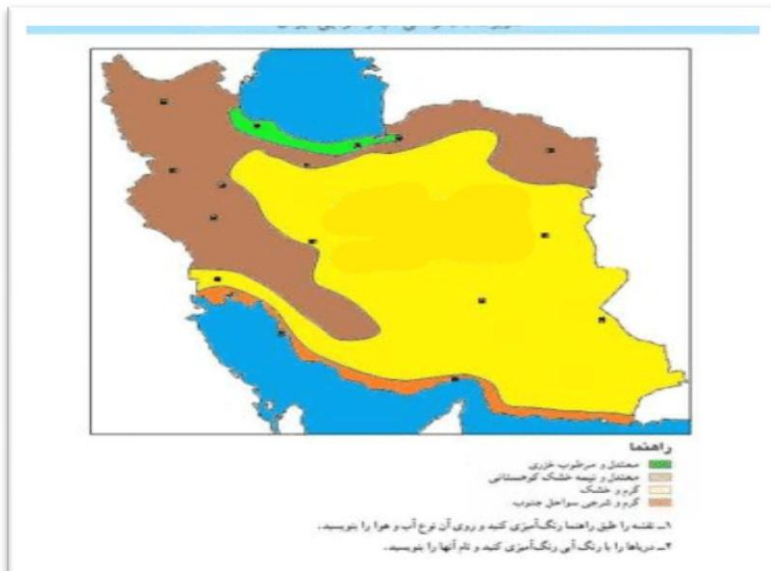 راهنما
معتدل و مرطوب خزری
معتدل و نیمه خشک کوهستانی
گرم و خشک
گرم و شرجی سواحل جنوب
۱ـ نقشه را طبق راهنما رنگ‌آمیزی کنید و روی آن نوع آب و هوا را بنویسید.
۲ـ دریاها را با رنگ آبی رنگ‌آمیزی کنید و نام آنها را بنویسید.